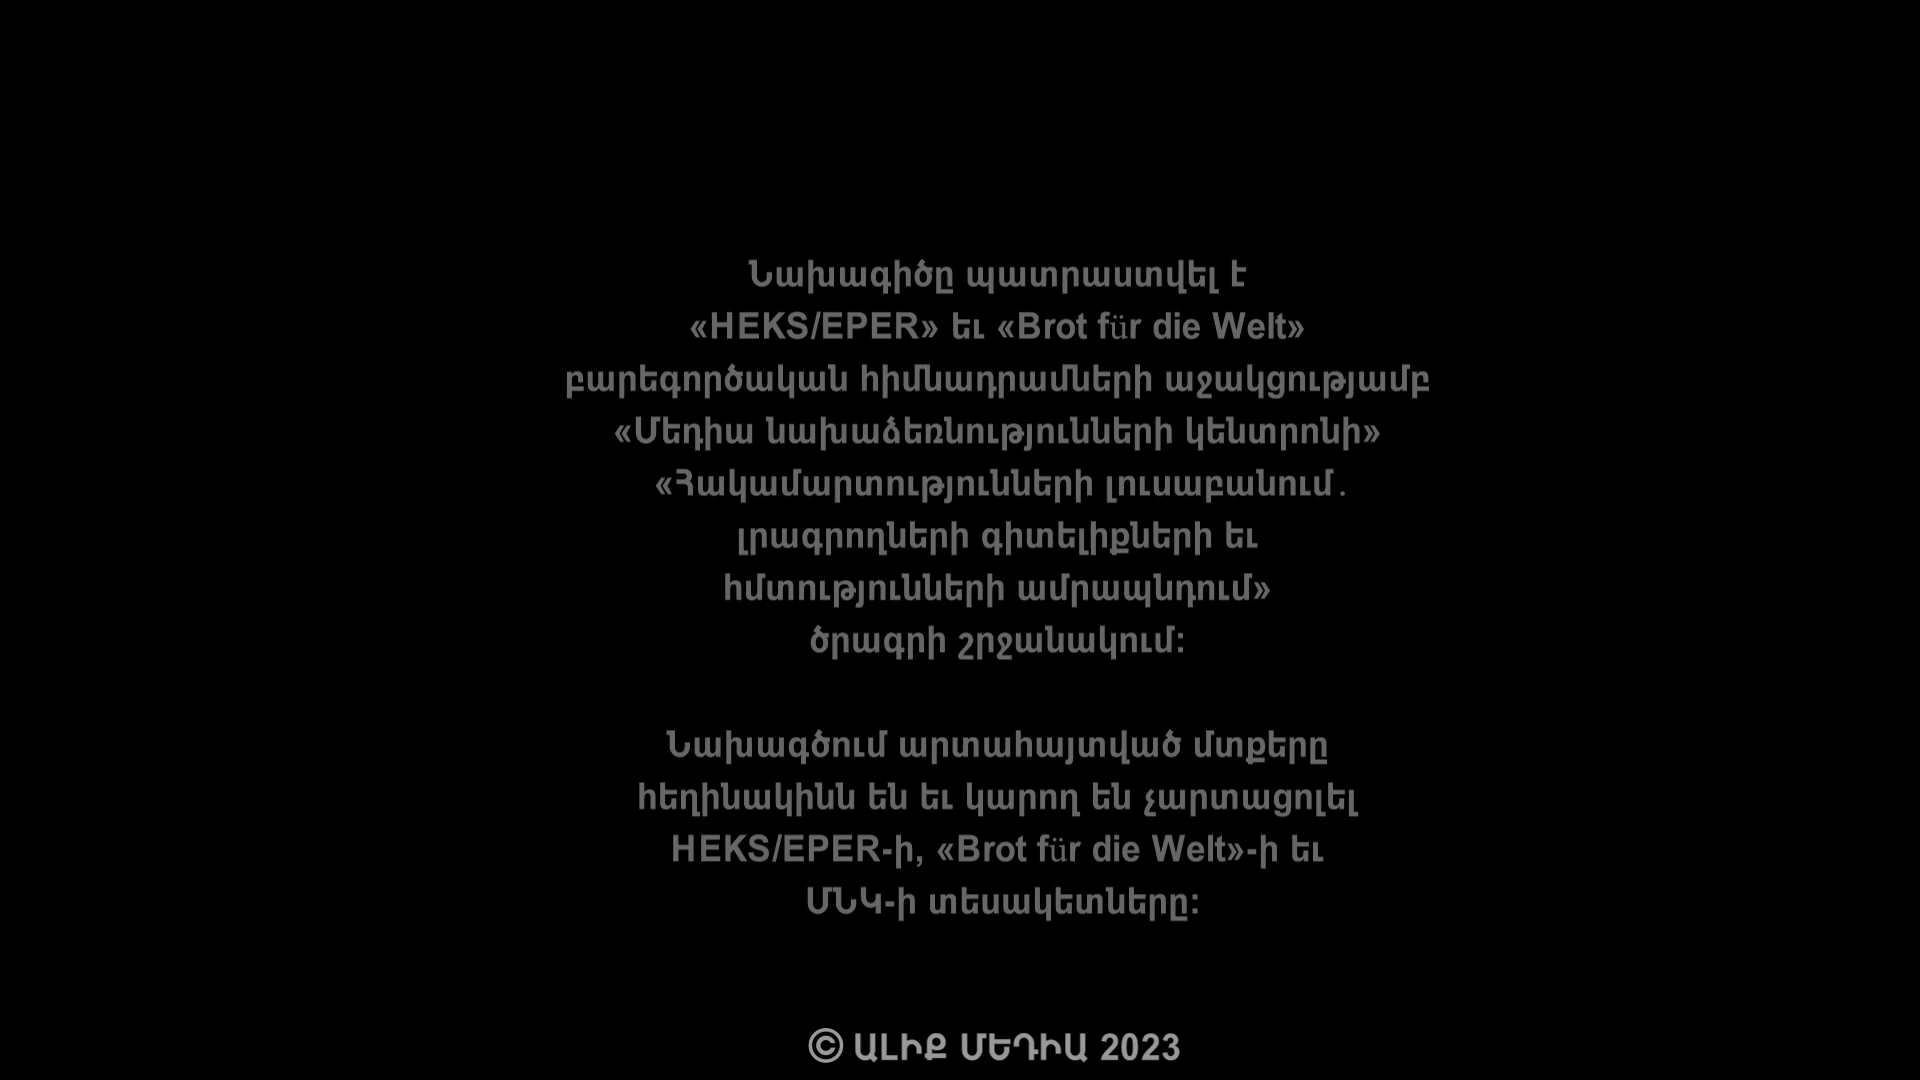 Նախագիծը պատրաստվել է
«HEKS/EPER» եւ «Brot für die Welt»
բարեգործական հիմնադրամների աջակցությամբ
«Մեդիա նախաձեռնությունների կենտրոնի»
«Հակամարտությունների լուսաբանում․
լրագրողների գիտելիքների եւ
հմտությունների ամրապնդում»
ծրագրի շրջանակում:
Նախագծում արտահայտված մտքերը
հեղինակինն են եւ կարող են չարտացոլել
HEKS/EPER-ի, «Brot für die Welt»-ի եւ
ՄՆԿ-ի տեսակետները:
© ԱԼԻՔ ՄԵԴԻԱ 2023